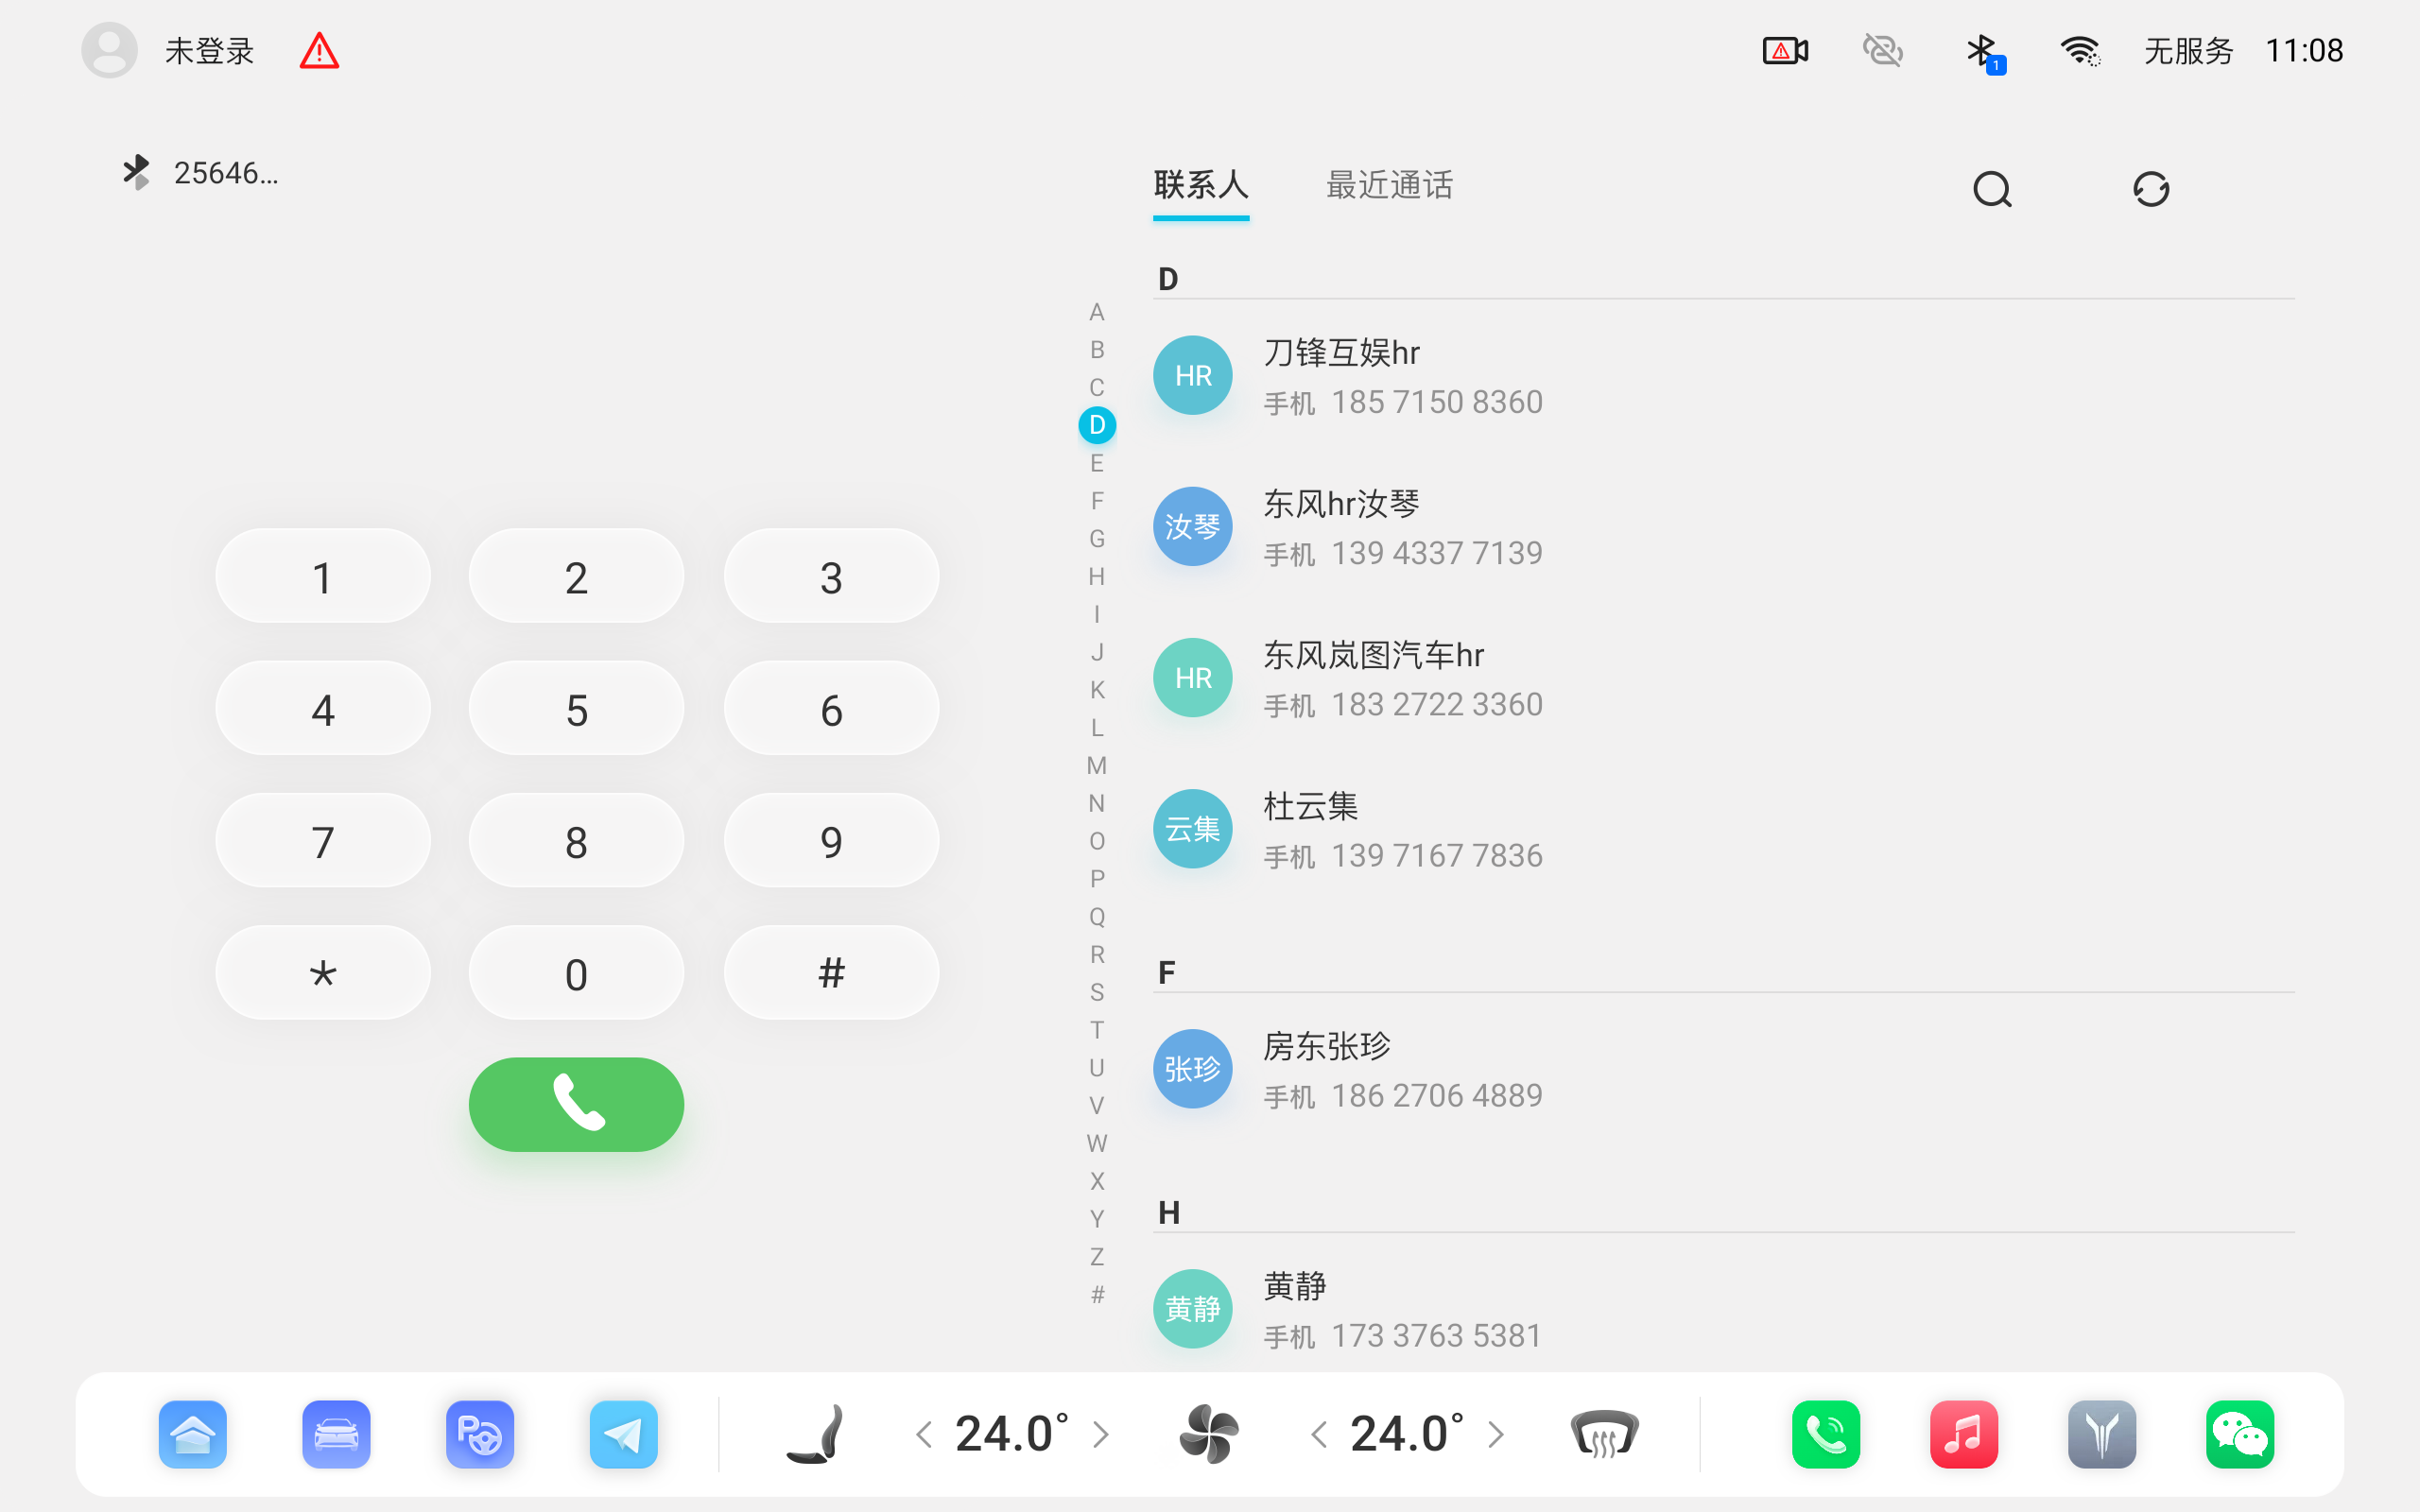 未登录
1
无服务
11:08
25646...
联系人
最近通话
A
B
C
D
E
F
G
H
I
J
K
L
M
N
O
P
Q
R
S
T
U
V
W
X
Y
Z
#
1
2
3
4
5
6
7
8
9
*
0
#
D
HR
刀锋互娱hr
手机 185 7150 8360
汝琴
东风hr汝琴
手机 139 4337 7139
HR
东风岚图汽车hr
手机 183 2722 3360
云集
杜云集
手机 139 7167 7836
F
张珍
房东张珍
手机 186 2706 4889
H
黄静
黄静
手机 173 3763 5381
P
24.0°
24.0°